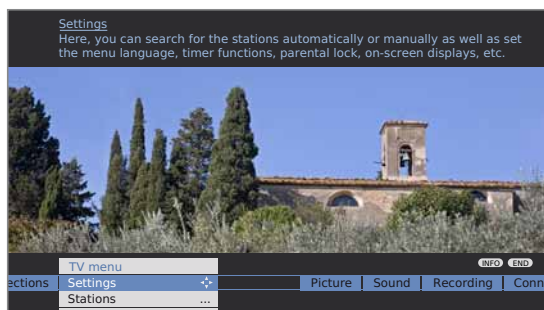 Settings
Here, you can search for the stations automatically or manually as well as set
the menu language, timer functions, parental lock, on-screen displays, etc.
TV menu
INFO END
ections Settings Picture Sound Recording Conn
Stations ...